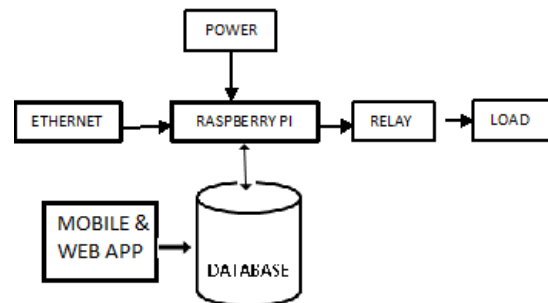 POWER
ETHERNET
RASPBERRY PI
RELAY
LOAD
MOBILE &
WEB APP
DATABASE